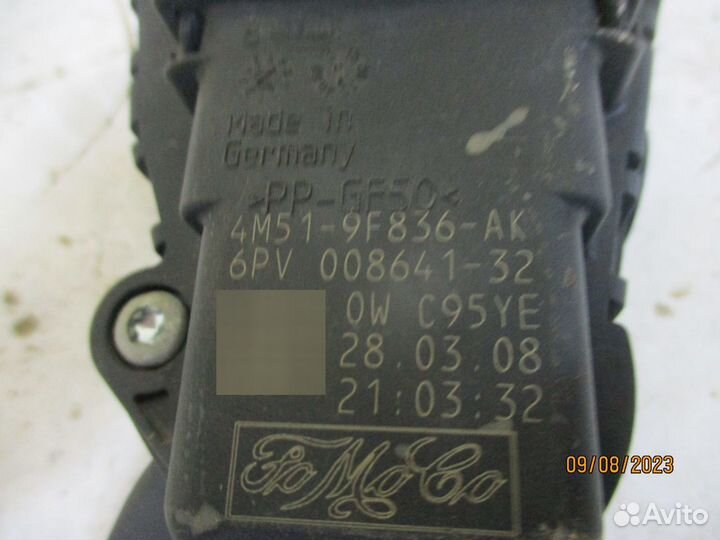 Made in
Germany
>PP-GF50<
4M51-9F836-AK
6PV 008641-32
0W C95YE
28.03.08
21:03:32
FoMoCo
09/08/2023
Avito